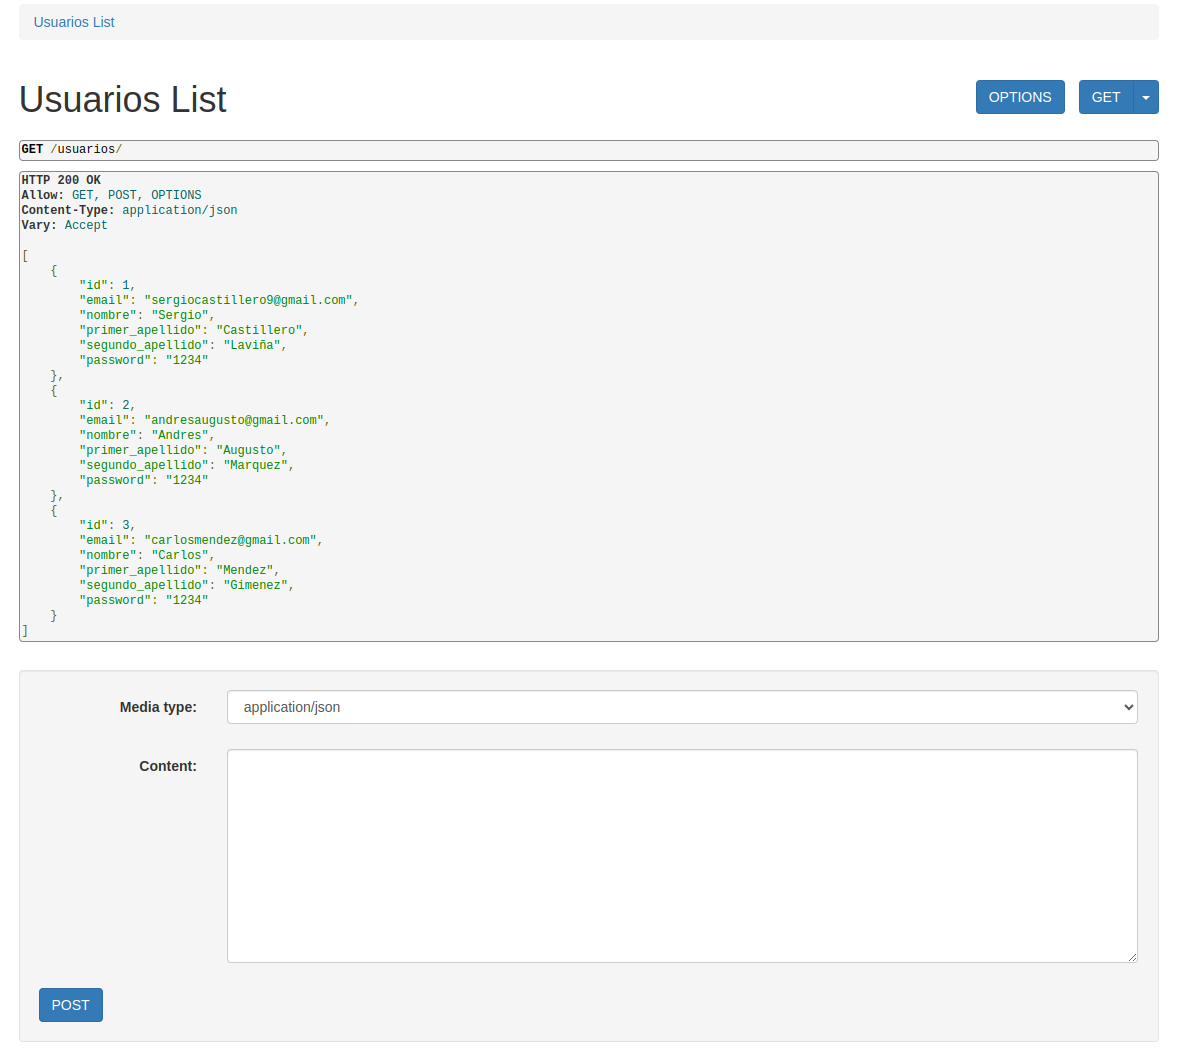 Usuarios List
Usuarios List
OPTIONS
GET
GET /usuarios/
HTTP 200 OK
Allow: GET, POST, OPTIONS
Content-Type: application/json
Vary: Accept
[
    {
        "id": 1,
        "email": "sergiocastillero9@gmail.com",
        "nombre": "Sergio",
        "primer_apellido": "Castillero",
        "segundo_apellido": "Laviña",
        "password": "1234"
    },
    {
        "id": 2,
        "email": "andresaugusto@gmail.com",
        "nombre": "Andres",
        "primer_apellido": "Augusto",
        "segundo_apellido": "Marquez",
        "password": "1234"
    },
    {
        "id": 3,
        "email": "carlosmendez@gmail.com",
        "nombre": "Carlos",
        "primer_apellido": "Mendez",
        "segundo_apellido": "Gimenez",
        "password": "1234"
    }
]
Media type:
application/json
Content:
POST